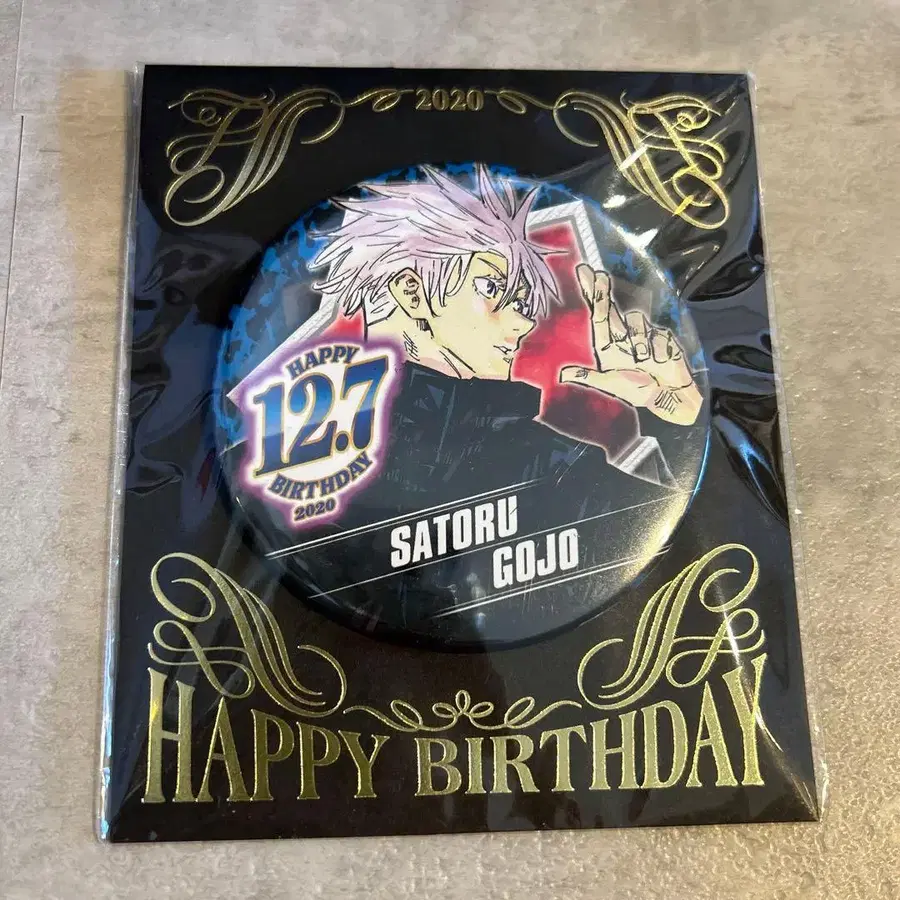 2020
HAPPY
12.7
BIRTHDAY
2020
SATORU
GOJO
HAPPY BIRTHDAY